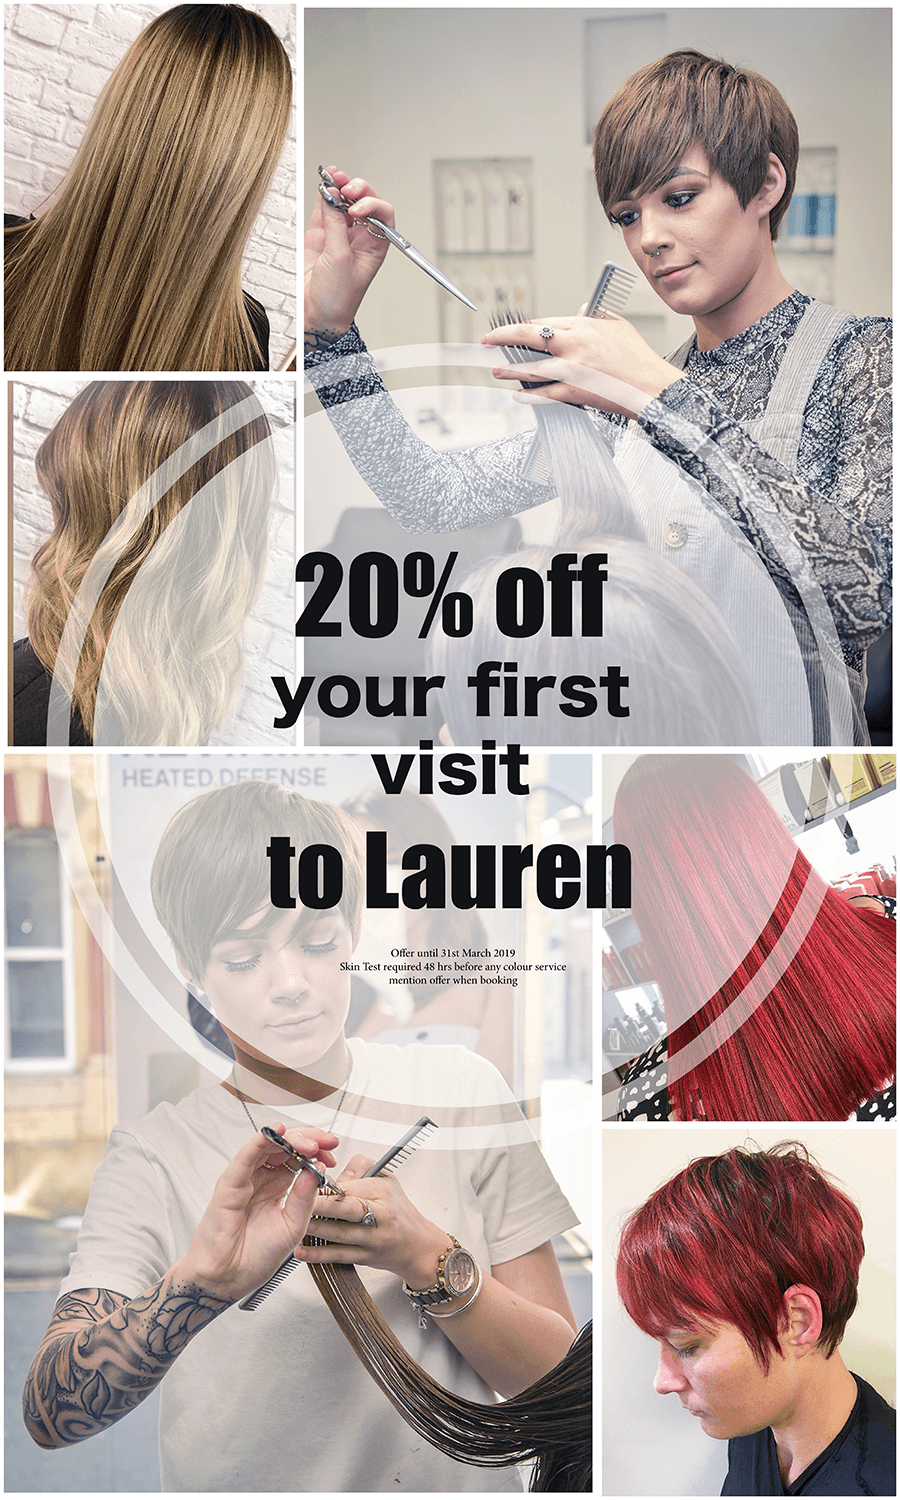 20% off
your first
visit
to Lauren
Offer until 31st March 2019
Skin Test required 48 hrs before any colour service
mention offer when booking
HEATED.DEFENSE